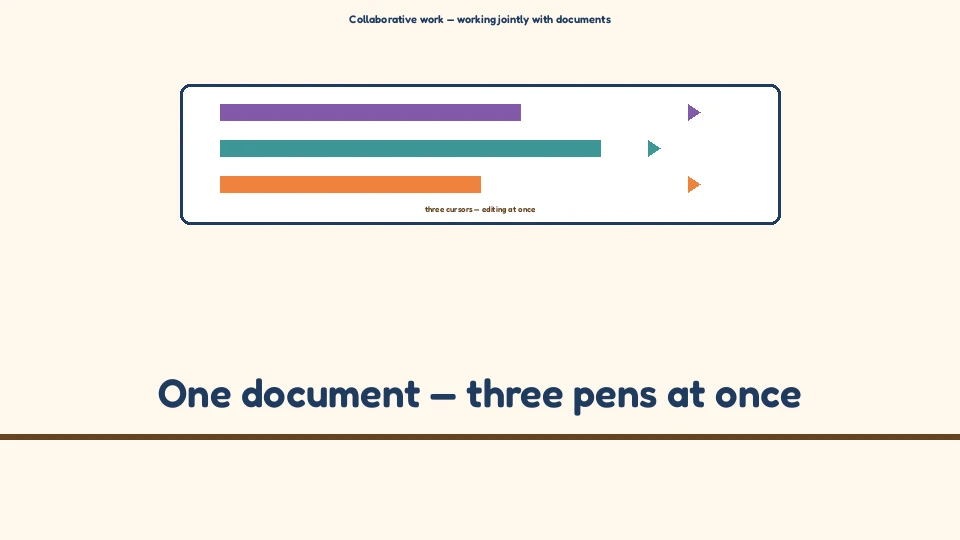 Collaborative work — working jointly with documents
three cursors — editing at once
One document — three pens at once